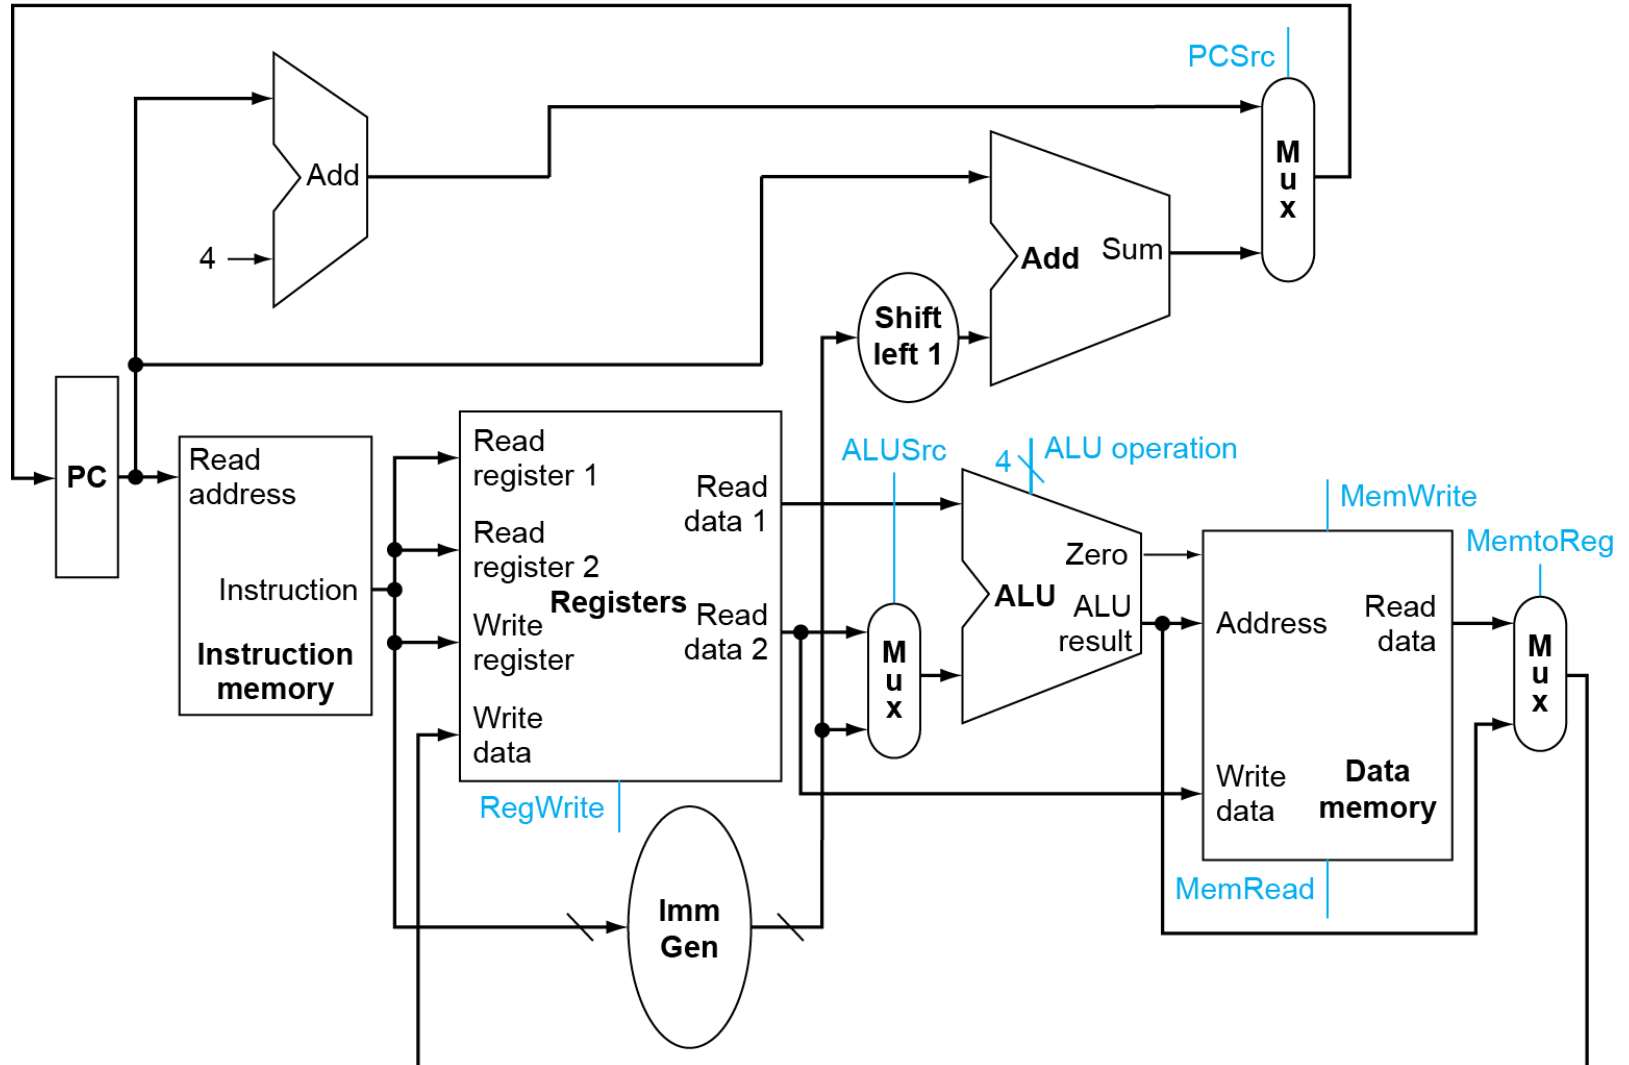 PCSrc
M
u
x
Add
4
Add Sum
Shift
left 1
PC
Read
address
Instruction
Instruction
memory
Read
register 1
Read
register 2
Write
register
Write
data
Registers
Read
data 1
Read
data 2
RegWrite
Imm
Gen
ALUSrc
M
u
x
4
ALU operation
Zero
ALU
ALU
result
MemWrite
Address
Read
data
Write
data
Data
memory
MemRead
MemtoReg
M
u
x